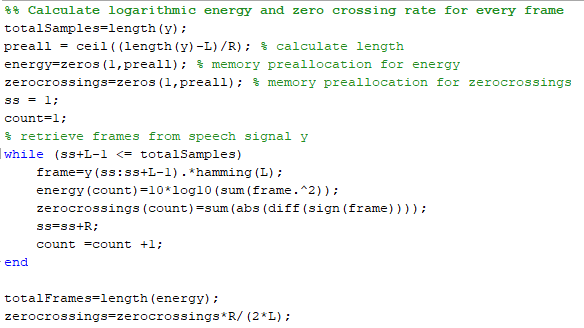 %% Calculate logarithmic energy and zero crossing rate for every frame
totalSamples=length(y);
preall = ceil((length(y)-L)/R); % calculate length
energy=zeros(1,preall); % memory preallocation for energy
zerocrossings=zeros(1,preall); % memory preallocation for zerocrossings
ss = 1;
count=1;
% retrieve frames from speech signal y
while (ss+L-1 <= totalSamples)
    frame=y(ss:ss+L-1).*hamming(L);
    energy(count)=10*log10(sum(frame.^2));
    zerocrossings(count)=sum(abs(diff(sign(frame))));
    ss=ss+R;
    count =count +1;
end
totalFrames=length(energy);
zerocrossings=zerocrossings*R/(2*L);